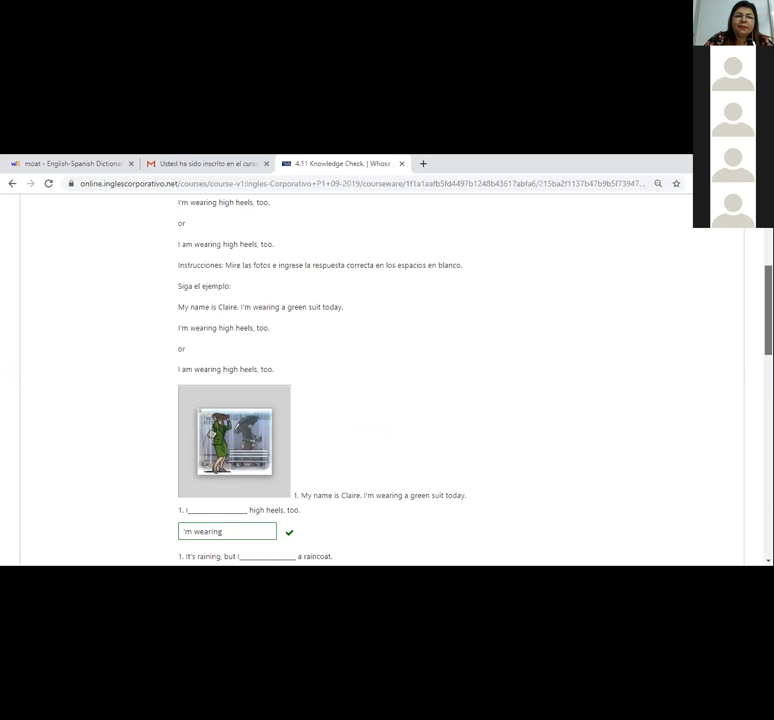 moat - English-Spanish Dictiona
Usted ha sido inscrito en el curs
4.11 Knowledge Check. | Whose
online.inglescorporativo.net/courses/course-v1:Ingles-Corporativo+P1+09-2019/courseware/1f1a1aafb5fd4497b1248b43617abfa6/215ba2f1137b47b9b5f73947...
I'm wearing high heels, too.
or
I am wearing high heels, too.
Instrucciones: Mire las fotos e ingrese la respuesta correcta en los espacios en blanco.
Siga el ejemplo:
My name is Claire. I'm wearing a green suit today.
I'm wearing high heels, too.
or
I am wearing high heels, too.
1. My name is Claire. I'm wearing a green suit today.
1. I________________ high heels, too.
'm wearing
1. It's raining, but I_______________ a raincoat.